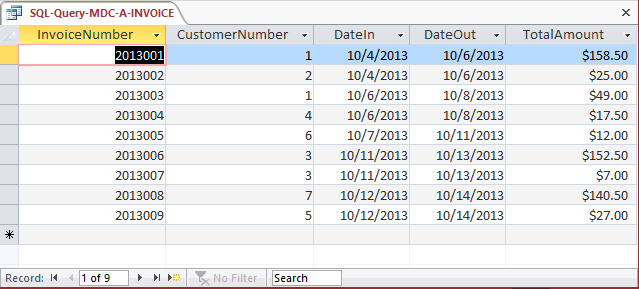 SQL-Query-MDC-A-INVOICE
InvoiceNumber CustomerNumber DateIn DateOut TotalAmount
2013001 1 10/4/2013 10/6/2013 $158.50
2013002 2 10/4/2013 10/6/2013 $25.00
2013003 1 10/6/2013 10/8/2013 $49.00
2013004 4 10/6/2013 10/8/2013 $17.50
2013005 6 10/7/2013 10/11/2013 $12.00
2013006 3 10/11/2013 10/13/2013 $152.50
2013007 3 10/11/2013 10/13/2013 $7.00
2013008 7 10/12/2013 10/14/2013 $140.50
2013009 5 10/12/2013 10/14/2013 $27.00
Record: 1 of 9 No Filter Search